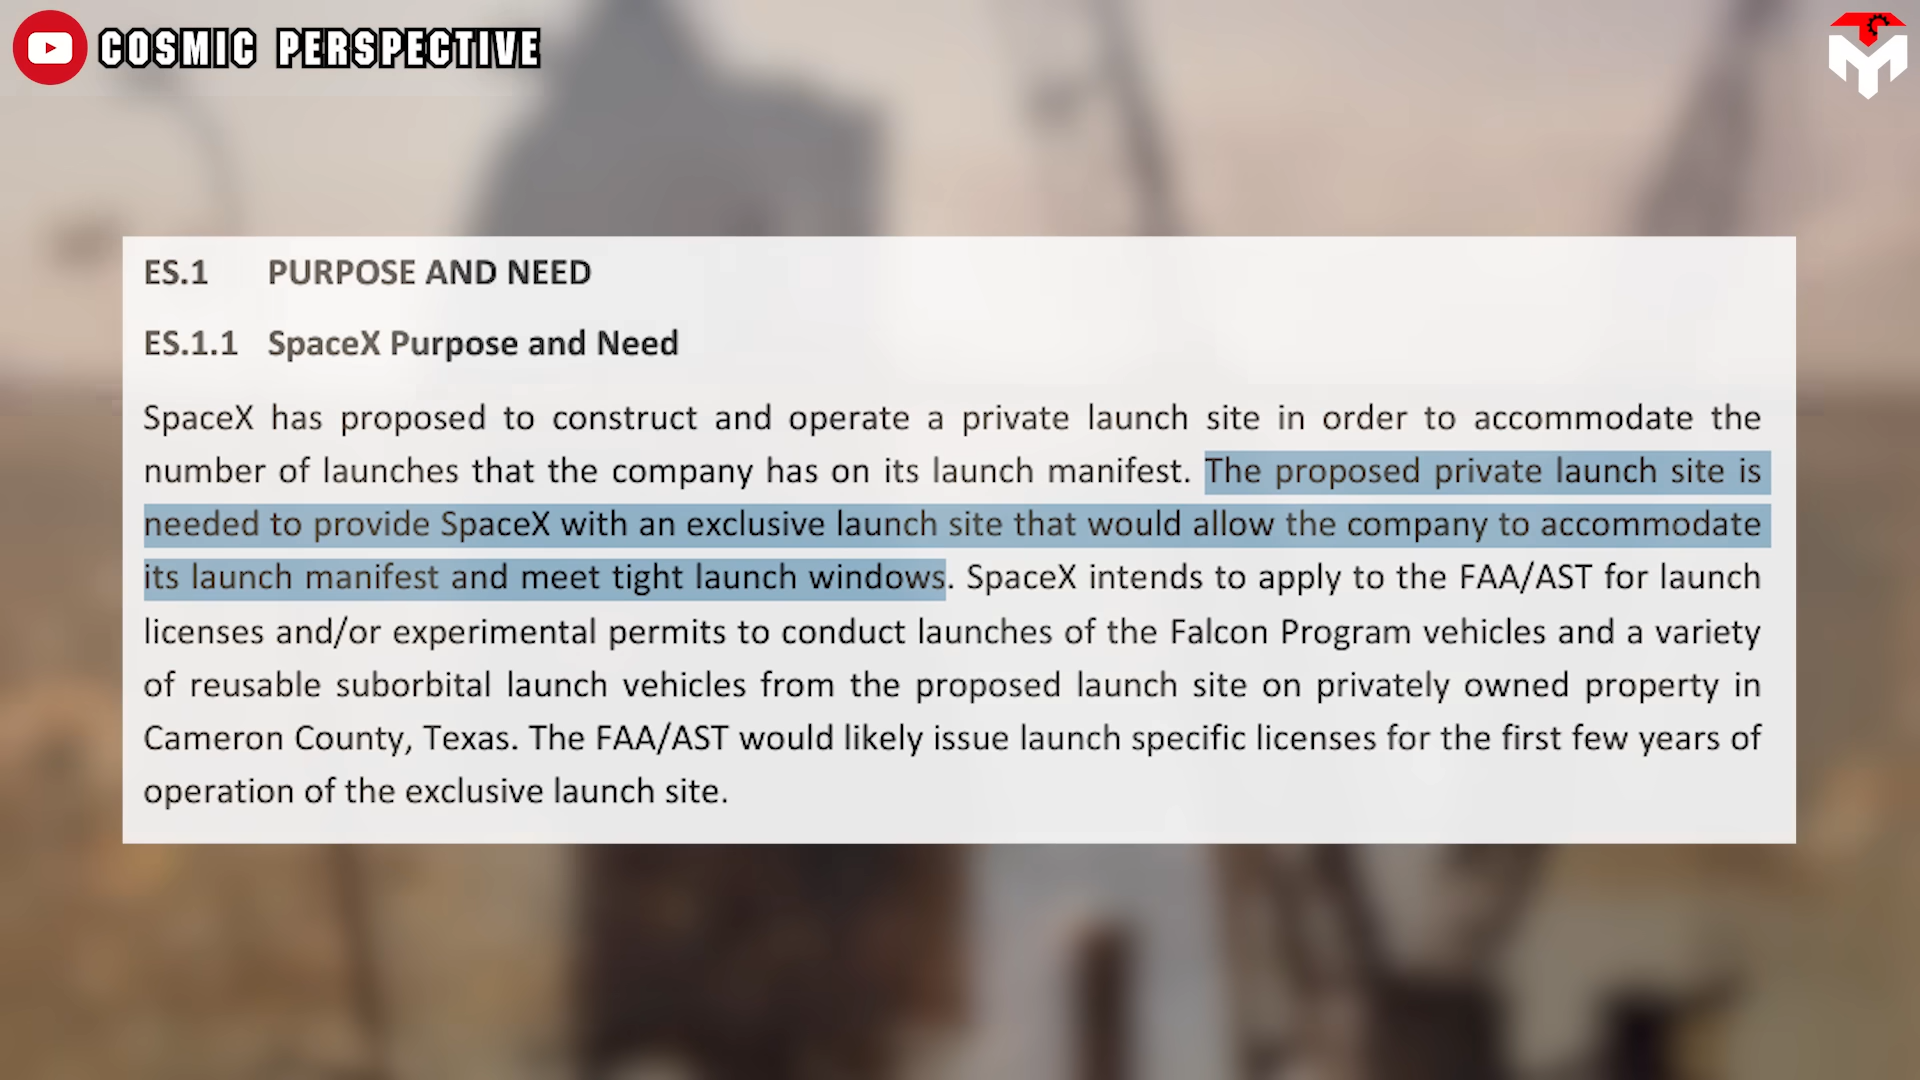 COSMIC PERSPECTIVE
ES.1 PURPOSE AND NEED
ES.1.1 SpaceX Purpose and Need
SpaceX has proposed to construct and operate a private launch site in order to accommodate the
number of launches that the company has on its launch manifest. The proposed private launch site is
needed to provide SpaceX with an exclusive launch site that would allow the company to accommodate
its launch manifest and meet tight launch windows. SpaceX intends to apply to the FAA/AST for launch
licenses and/or experimental permits to conduct launches of the Falcon Program vehicles and a variety
of reusable suborbital launch vehicles from the proposed launch site on privately owned property in
Cameron County, Texas. The FAA/AST would likely issue launch specific licenses for the first few years of
operation of the exclusive launch site.